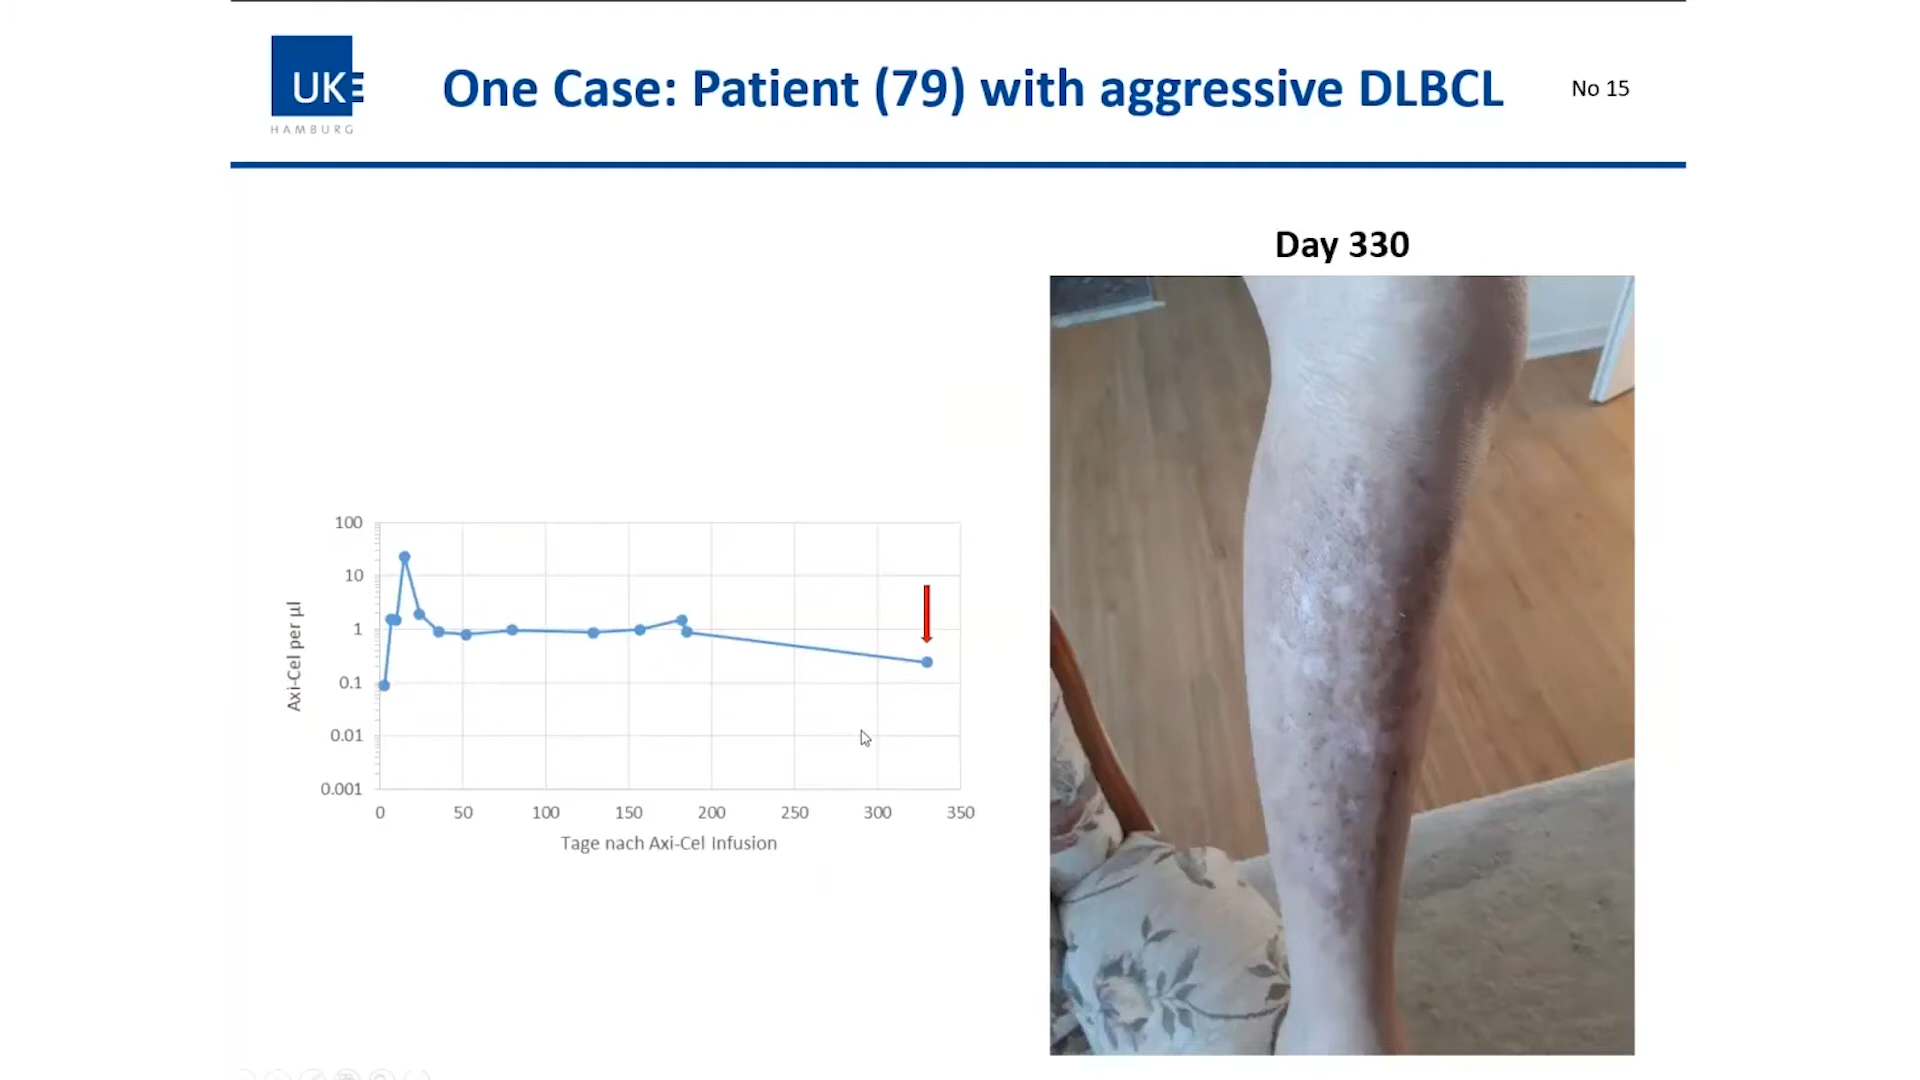 UKE
HAMBURG
One Case: Patient (79) with aggressive DLBCL
No 15
Day 330
100
10
1
0.1
0.01
0.001
Axi-Cel per µl
0
50
100
150
200
250
300
350
Tage nach Axi-Cel Infusion